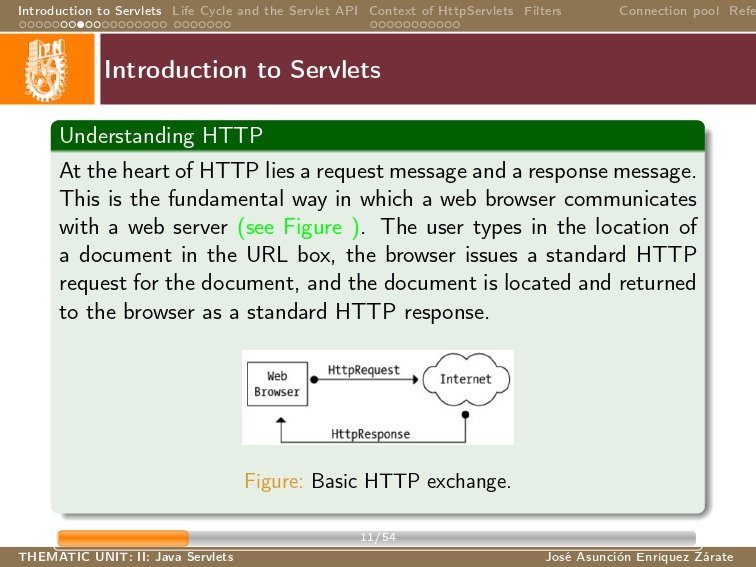 Introduction to Servlets Life Cycle and the Servlet API Context of HttpServlets Filters Connection pool Refe
IPN
Introduction to Servlets
Understanding HTTP
At the heart of HTTP lies a request message and a response message.
This is the fundamental way in which a web browser communicates
with a web server (see Figure ). The user types in the location of
a document in the URL box, the browser issues a standard HTTP
request for the document, and the document is located and returned
to the browser as a standard HTTP response.
Web
Browser
HttpRequest
Internet
HttpResponse
Figure: Basic HTTP exchange.
11/54
THEMATIC UNIT: II: Java Servlets José Asunción Enríquez Zárate